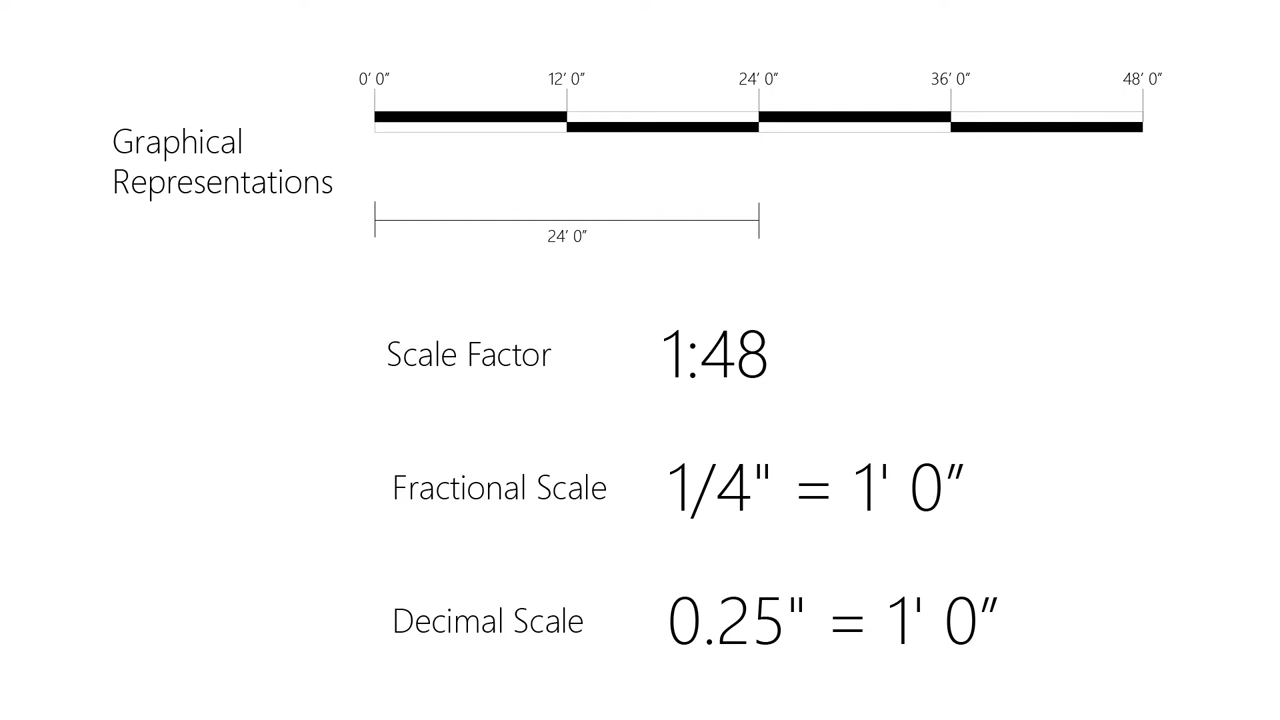 0' 0” 12' 0” 24' 0” 36' 0” 48' 0”
Graphical
Representations
24' 0”
Scale Factor 1:48
Fractional Scale 1/4" = 1' 0”
Decimal Scale 0.25" = 1' 0”